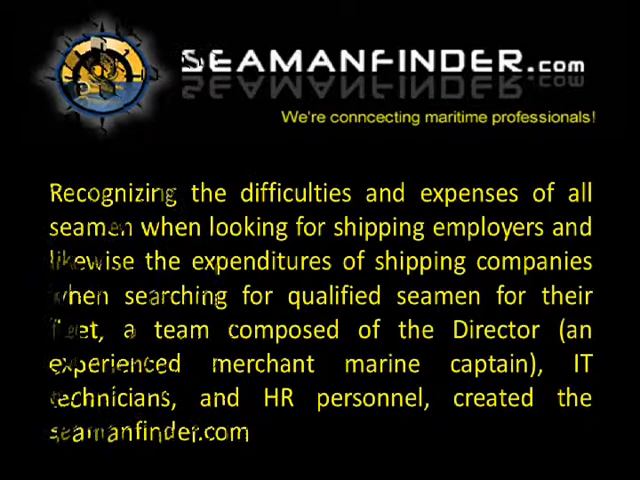 SEAMANFINDER.com
We're conncecting maritime professionals!
Recognizing the difficulties and expenses of all
seamen when looking for shipping employers and
likewise the expenditures of shipping companies
when searching for qualified seamen for their
fleet, a team composed of the Director (an
experienced merchant marine captain), IT
technicians, and HR personnel, created the
seamanfinder.com